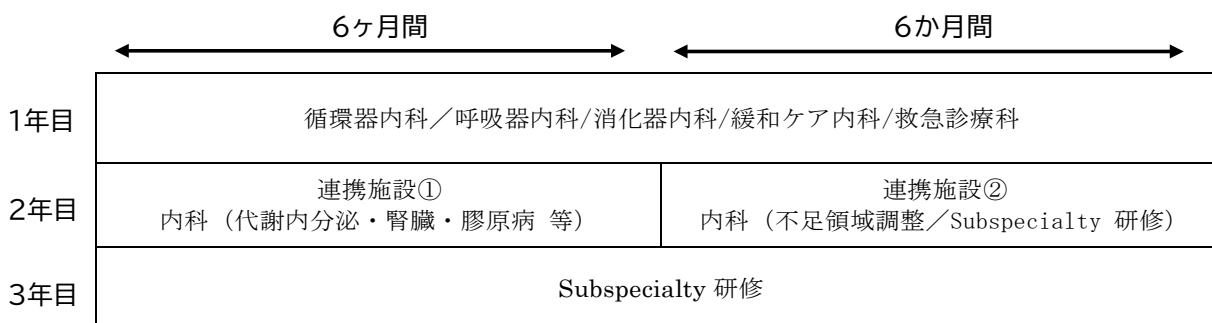 6ヶ月間
6か月間
1年目
循環器内科／呼吸器内科/消化器内科/緩和ケア内科/救急診療科
2年目
連携施設①
内科（代謝内分泌・腎臓・膠原病 等）
連携施設②
内科（不足領域調整／Subspecialty 研修）
3年目
Subspecialty 研修